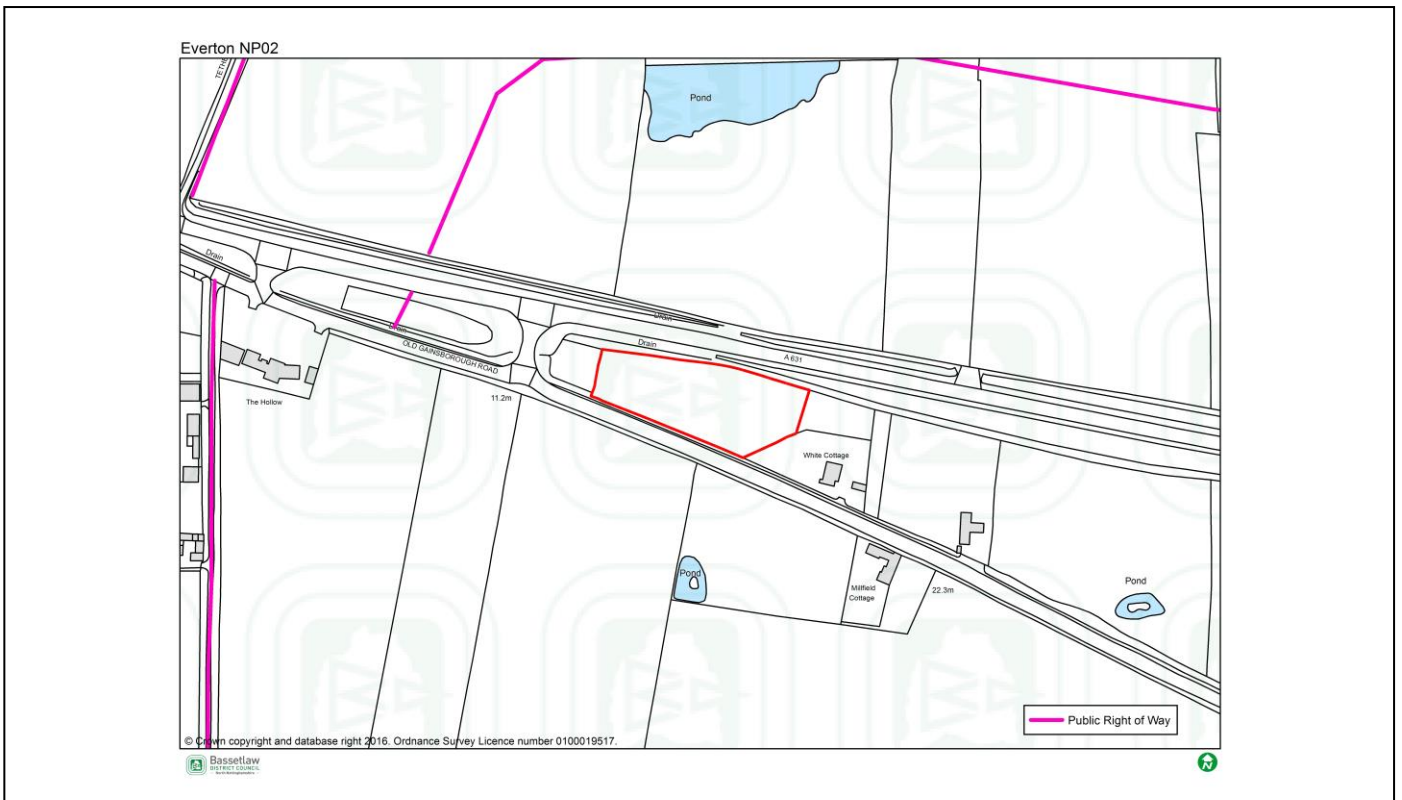 Everton NP02
Pond
Drain
Drain
Drain
OLD GAINSBOROUGH ROAD
Drain
A 631
11.2m
The Hollow
White Cottage
Pond
Millfield
Cottage
22.3m
Pond
Public Right of Way
© Crown copyright and database right 2016. Ordnance Survey Licence number 0100019517.
Bassetlaw
DISTRICT COUNCIL
North Nottinghamshire
N